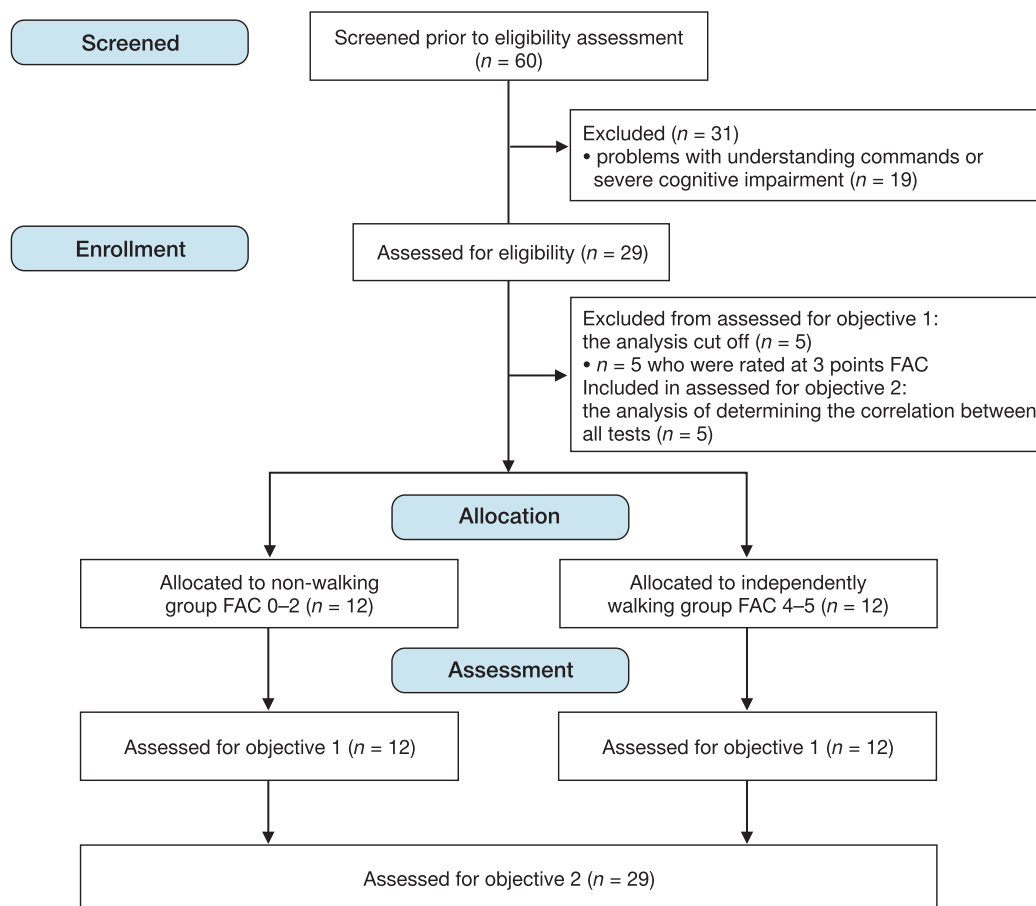 Screened
Screened prior to eligibility assessment
(n = 60)
Excluded (n = 31)
• problems with understanding commands or
severe cognitive impairment (n = 19)
Enrollment
Assessed for eligibility (n = 29)
Excluded from assessed for objective 1:
the analysis cut off (n = 5)
• n = 5 who were rated at 3 points FAC
Included in assessed for objective 2:
the analysis of determining the correlation between
all tests (n = 5)
Allocation
Allocated to non-walking
group FAC 0–2 (n = 12)
Allocated to independently
walking group FAC 4–5 (n = 12)
Assessment
Assessed for objective 1 (n = 12)
Assessed for objective 1 (n = 12)
Assessed for objective 2 (n = 29)